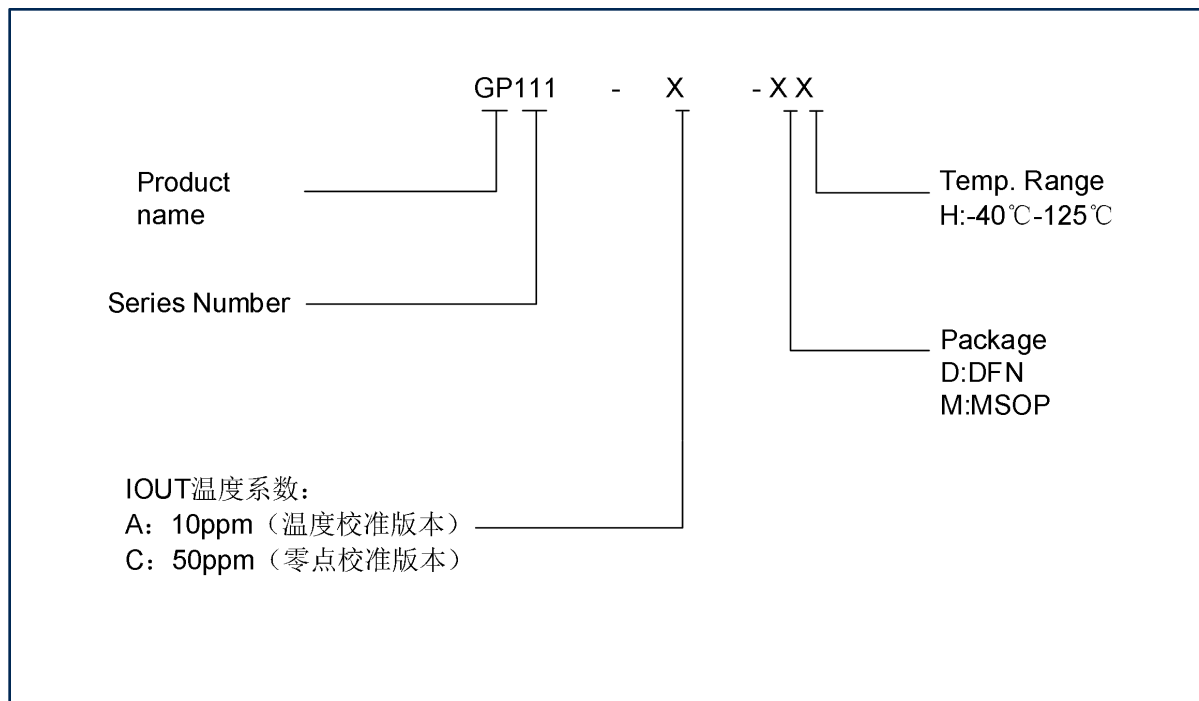 GP111 - X -XX
Product
name
Series Number
Temp. Range
H:-40℃-125℃
Package
D:DFN
M:MSOP
IOUT温度系数：
A：10ppm（温度校准版本）
C：50ppm（零点校准版本）